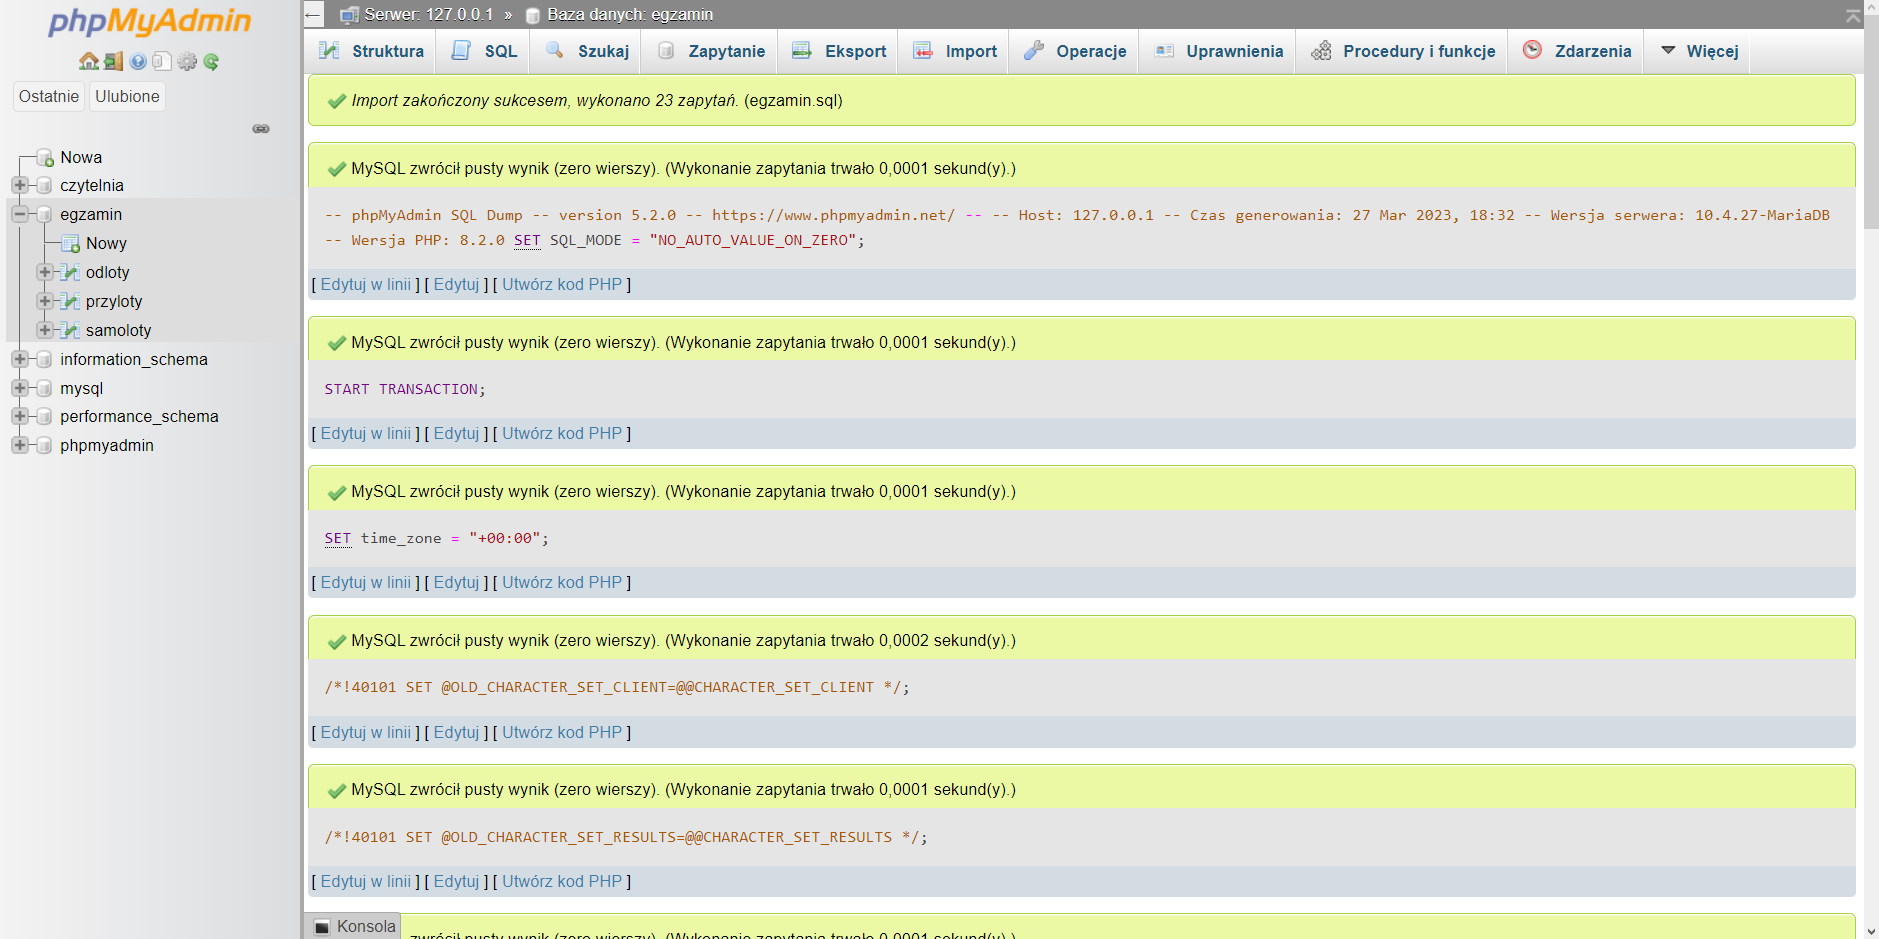 phpMyAdmin
Ostatnie Ulubione
Nowa
czytelnia
egzamin
Nowy
odloty
przyloty
samoloty
information_schema
mysql
performance_schema
phpmyadmin
Serwer: 127.0.0.1 » Baza danych: egzamin
Struktura SQL Szukaj Zapytanie Eksport Import Operacje Uprawnienia Procedury i funkcje Zdarzenia Więcej
Import zakończony sukcesem, wykonano 23 zapytań. (egzamin.sql)
MySQL zwrócił pusty wynik (zero wierszy). (Wykonanie zapytania trwało 0,0001 sekund(y).)
-- phpMyAdmin SQL Dump -- version 5.2.0 -- https://www.phpmyadmin.net/ -- -- Host: 127.0.0.1 -- Czas generowania: 27 Mar 2023, 18:32 -- Wersja serwera: 10.4.27-MariaDB
-- Wersja PHP: 8.2.0 SET SQL_MODE = "NO_AUTO_VALUE_ON_ZERO";
[ Edytuj w linii ] [ Edytuj ] [ Utwórz kod PHP ]
MySQL zwrócił pusty wynik (zero wierszy). (Wykonanie zapytania trwało 0,0001 sekund(y).)
START TRANSACTION;
[ Edytuj w linii ] [ Edytuj ] [ Utwórz kod PHP ]
MySQL zwrócił pusty wynik (zero wierszy). (Wykonanie zapytania trwało 0,0001 sekund(y).)
SET time_zone = "+00:00";
[ Edytuj w linii ] [ Edytuj ] [ Utwórz kod PHP ]
MySQL zwrócił pusty wynik (zero wierszy). (Wykonanie zapytania trwało 0,0002 sekund(y).)
/*!40101 SET @OLD_CHARACTER_SET_CLIENT=@@CHARACTER_SET_CLIENT */;
[ Edytuj w linii ] [ Edytuj ] [ Utwórz kod PHP ]
MySQL zwrócił pusty wynik (zero wierszy). (Wykonanie zapytania trwało 0,0001 sekund(y).)
/*!40101 SET @OLD_CHARACTER_SET_RESULTS=@@CHARACTER_SET_RESULTS */;
[ Edytuj w linii ] [ Edytuj ] [ Utwórz kod PHP ]
Konsola
zwrócił pusty wynik (zero wierszy). (Wykonanie zapytania trwało 0,0001 sekund(y).)